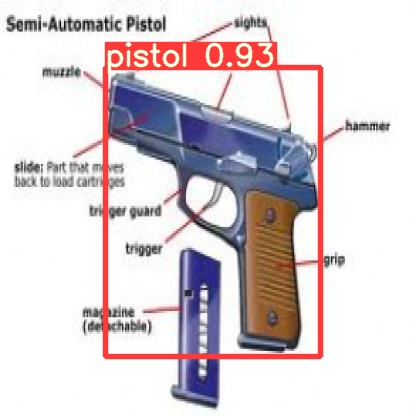 Semi-Automatic Pistol
sights
pistol 0.93
muzzle
hammer
slide: Part that moves
back to load cartridges
trigger guard
trigger
grip
magazine
(detachable)